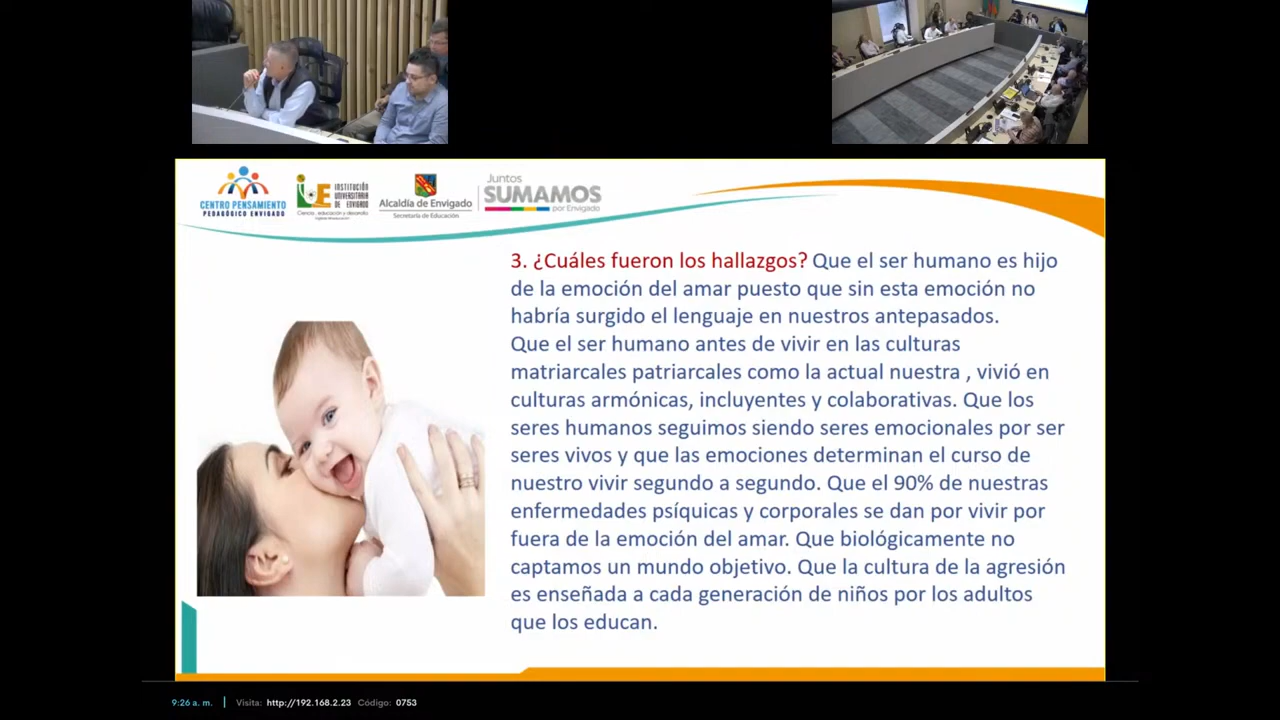 CENTRO PENSAMIENTO
PEDAGÓGICO ENVIGADO
IUE
INSTITUCIÓN
UNIVERSITARIA
DE ENVIGADO
Ciencia, educación y desarrollo
Alcaldía de Envigado
Secretaría de Educación
Juntos
SUMAMOS
por Envigado
3. ¿Cuáles fueron los hallazgos? Que el ser humano es hijo
de la emoción del amar puesto que sin esta emoción no
habría surgido el lenguaje en nuestros antepasados.
Que el ser humano antes de vivir en las culturas
matriarcales patriarcales como la actual nuestra , vivió en
culturas armónicas, incluyentes y colaborativas. Que los
seres humanos seguimos siendo seres emocionales por ser
seres vivos y que las emociones determinan el curso de
nuestro vivir segundo a segundo. Que el 90% de nuestras
enfermedades psíquicas y corporales se dan por vivir por
fuera de la emoción del amar. Que biológicamente no
captamos un mundo objetivo. Que la cultura de la agresión
es enseñada a cada generación de niños por los adultos
que los educan.
9:26 a. m. | Visita: http://192.168.2.23 Código: 0753